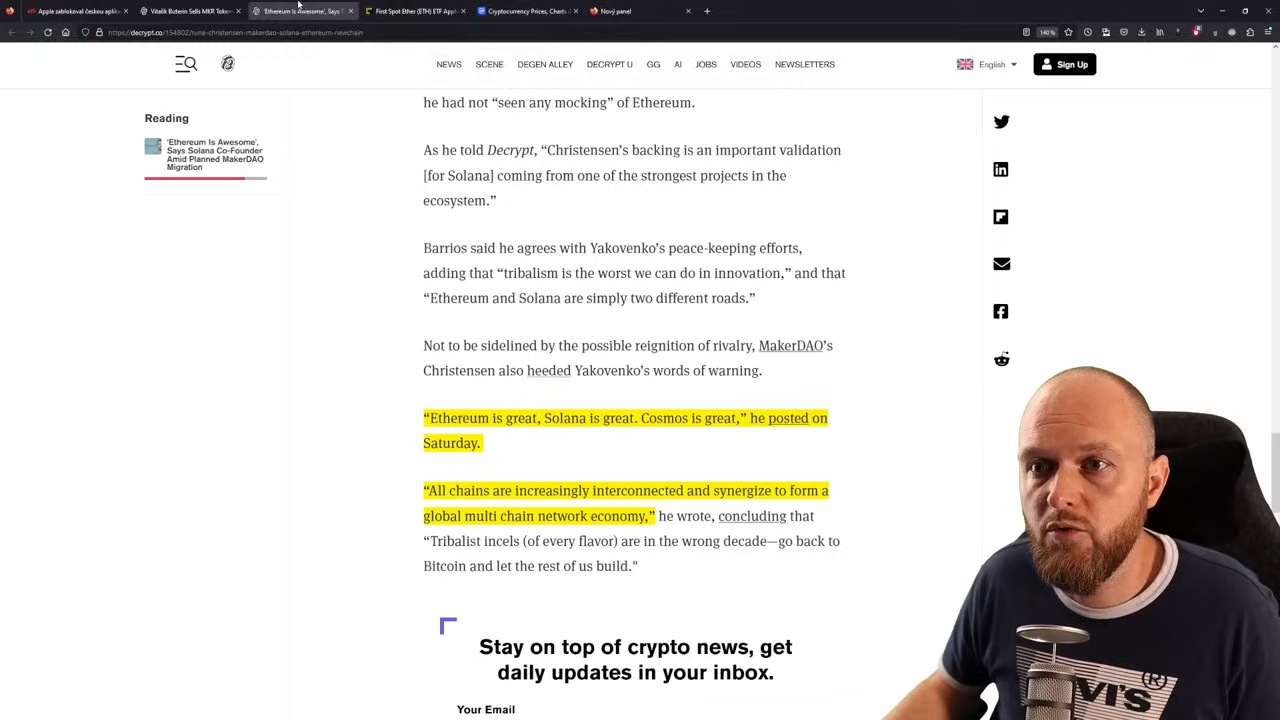 Apple zablokoval českou aplik
Vitalik Buterin Sells MKR Token
'Ethereum Is Awesome', Says S
First Spot Ether (ETH) ETF Appli
Cryptocurrency Prices, Charts A
Nový panel
https://decrypt.co/154802/rune-christensen-makerdao-solana-ethereum-newchain
140%
NEWS SCENE DEGEN ALLEY DECRYPT U GG AI JOBS VIDEOS NEWSLETTERS
English
Sign Up
Reading
'Ethereum Is Awesome',
Says Solana Co-Founder
Amid Planned MakerDAO
Migration
he had not “seen any mocking” of Ethereum.
As he told Decrypt, “Christensen’s backing is an important validation
[for Solana] coming from one of the strongest projects in the
ecosystem.”
Barrios said he agrees with Yakovenko’s peace-keeping efforts,
adding that “tribalism is the worst we can do in innovation,” and that
“Ethereum and Solana are simply two different roads.”
Not to be sidelined by the possible reignition of rivalry, MakerDAO’s
Christensen also heeded Yakovenko’s words of warning.
“Ethereum is great, Solana is great. Cosmos is great,” he posted on
Saturday.
“All chains are increasingly interconnected and synergize to form a
global multi chain network economy,” he wrote, concluding that
“Tribalist incels (of every flavor) are in the wrong decade—go back to
Bitcoin and let the rest of us build."
Stay on top of crypto news, get
daily updates in your inbox.
Your Email